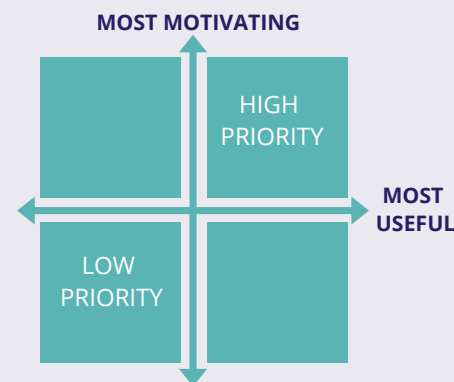 MOST MOTIVATING
HIGH
PRIORITY
MOST
USEFUL
LOW
PRIORITY